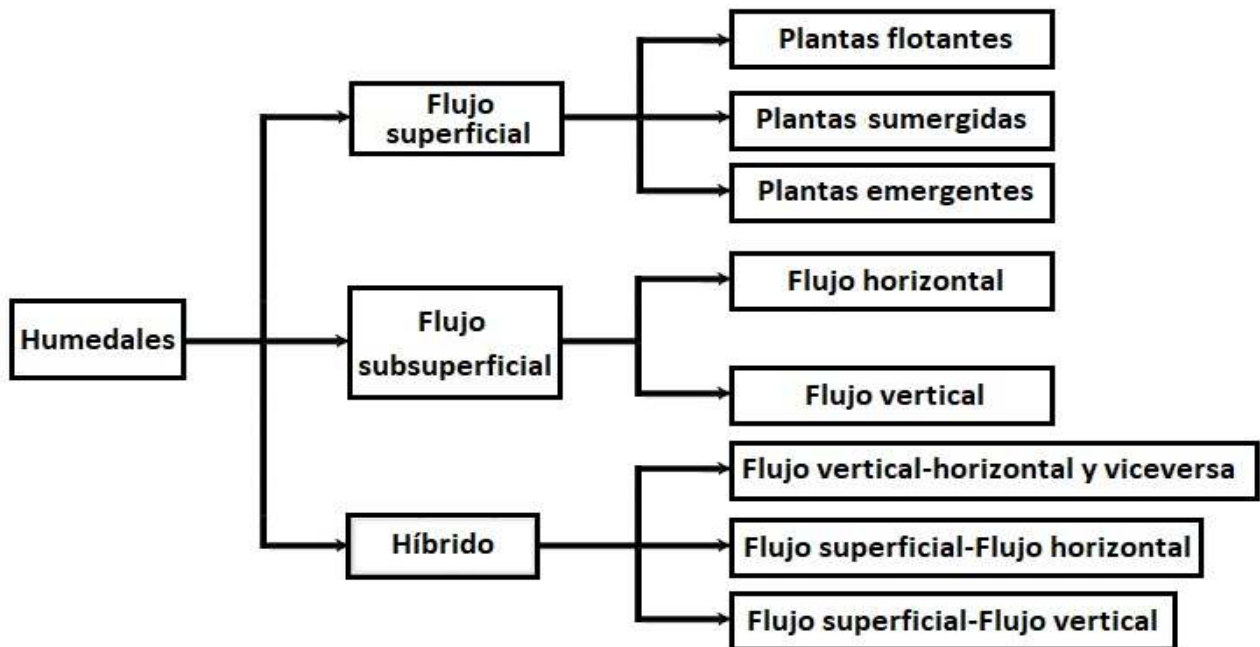 Humedales
Flujo
superficial
Plantas flotantes
Plantas sumergidas
Plantas emergentes
Flujo
subsuperficial
Flujo horizontal
Flujo vertical
Híbrido
Flujo vertical-horizontal y viceversa
Flujo superficial-Flujo horizontal
Flujo superficial-Flujo vertical